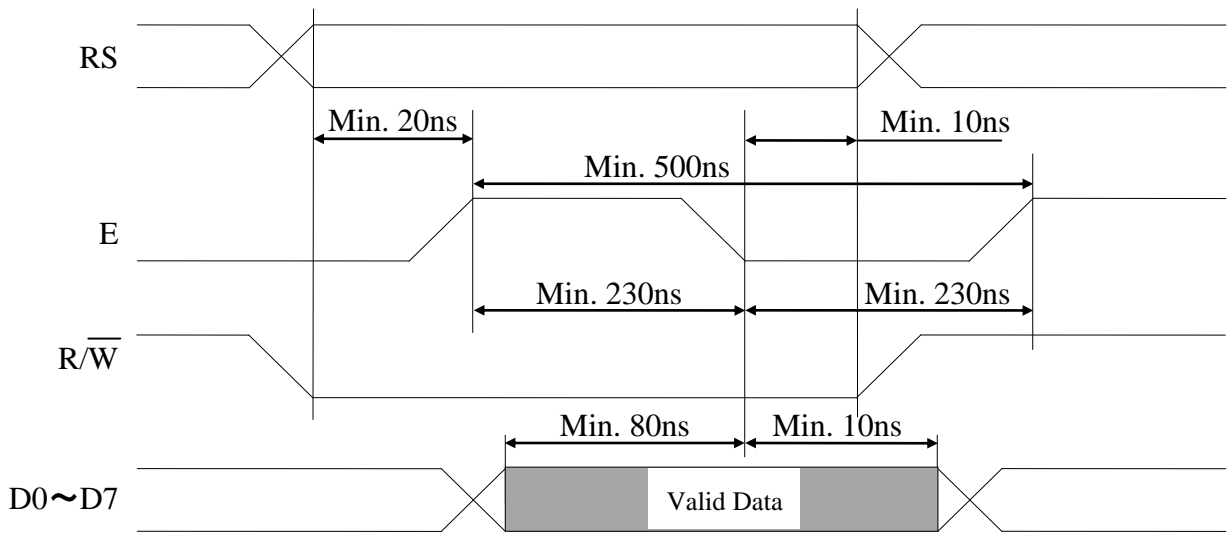 RS
Min. 20ns
Min. 10ns
Min. 500ns
E
Min. 230ns
Min. 230ns
R/W̅
Min. 80ns
Min. 10ns
D0~D7
Valid Data